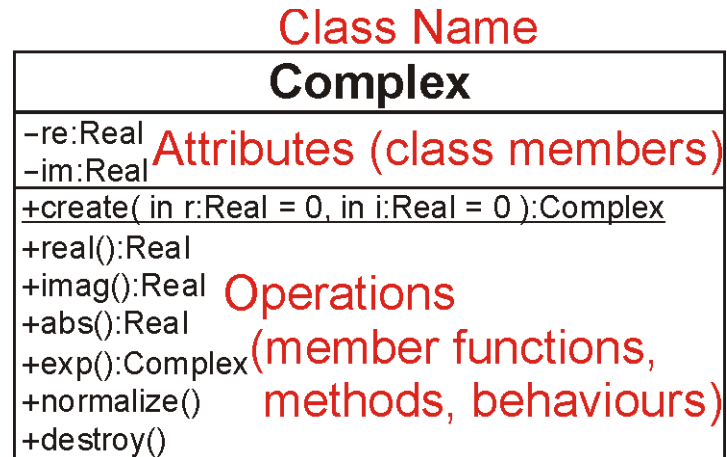 Class Name
Complex
–re:Real
–im:Real
Attributes (class members)
+create( in r:Real = 0, in i:Real = 0 ):Complex
+real():Real
+imag():Real
+abs():Real
+exp():Complex
+normalize()
+destroy()
Operations
(member functions,
methods, behaviours)